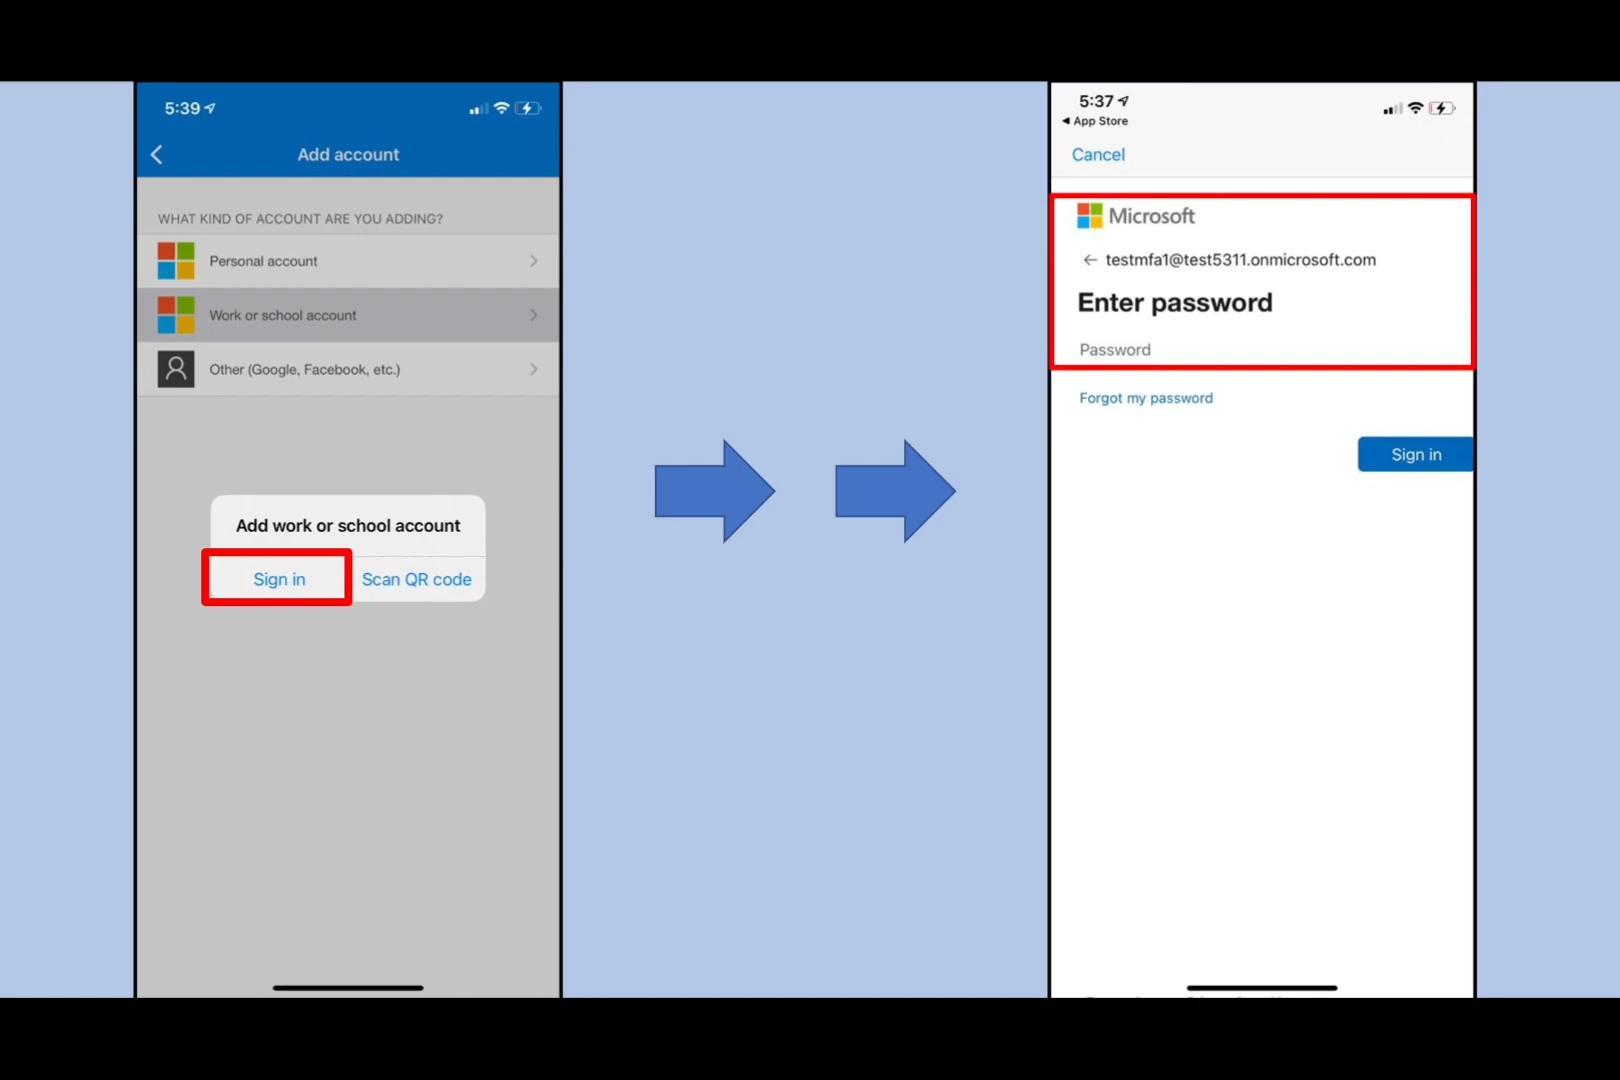 5:39
Add account
WHAT KIND OF ACCOUNT ARE YOU ADDING?
Personal account
Work or school account
Other (Google, Facebook, etc.)
Add work or school account
Sign in
Scan QR code
5:37
App Store
Cancel
Microsoft
testmfa1@test5311.onmicrosoft.com
Enter password
Password
Forgot my password
Sign in